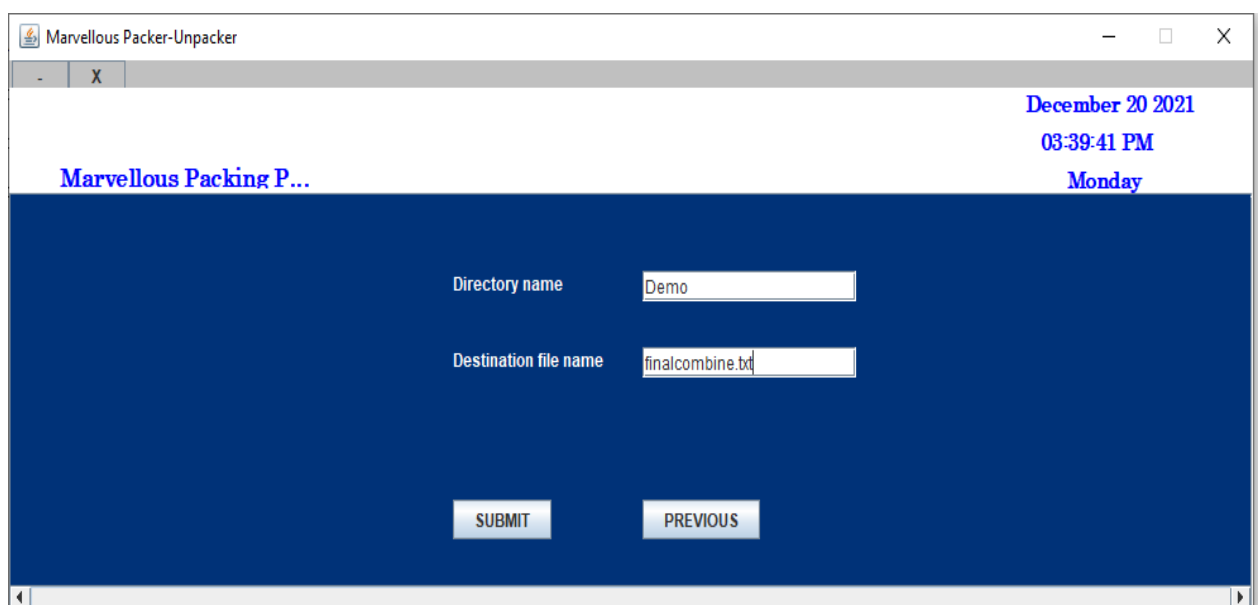 Marvellous Packer-Unpacker
- X
December 20 2021
03:39:41 PM
Marvellous Packing P...
Monday
Directory name Demo
Destination file name finalcombine.txt
SUBMIT PREVIOUS